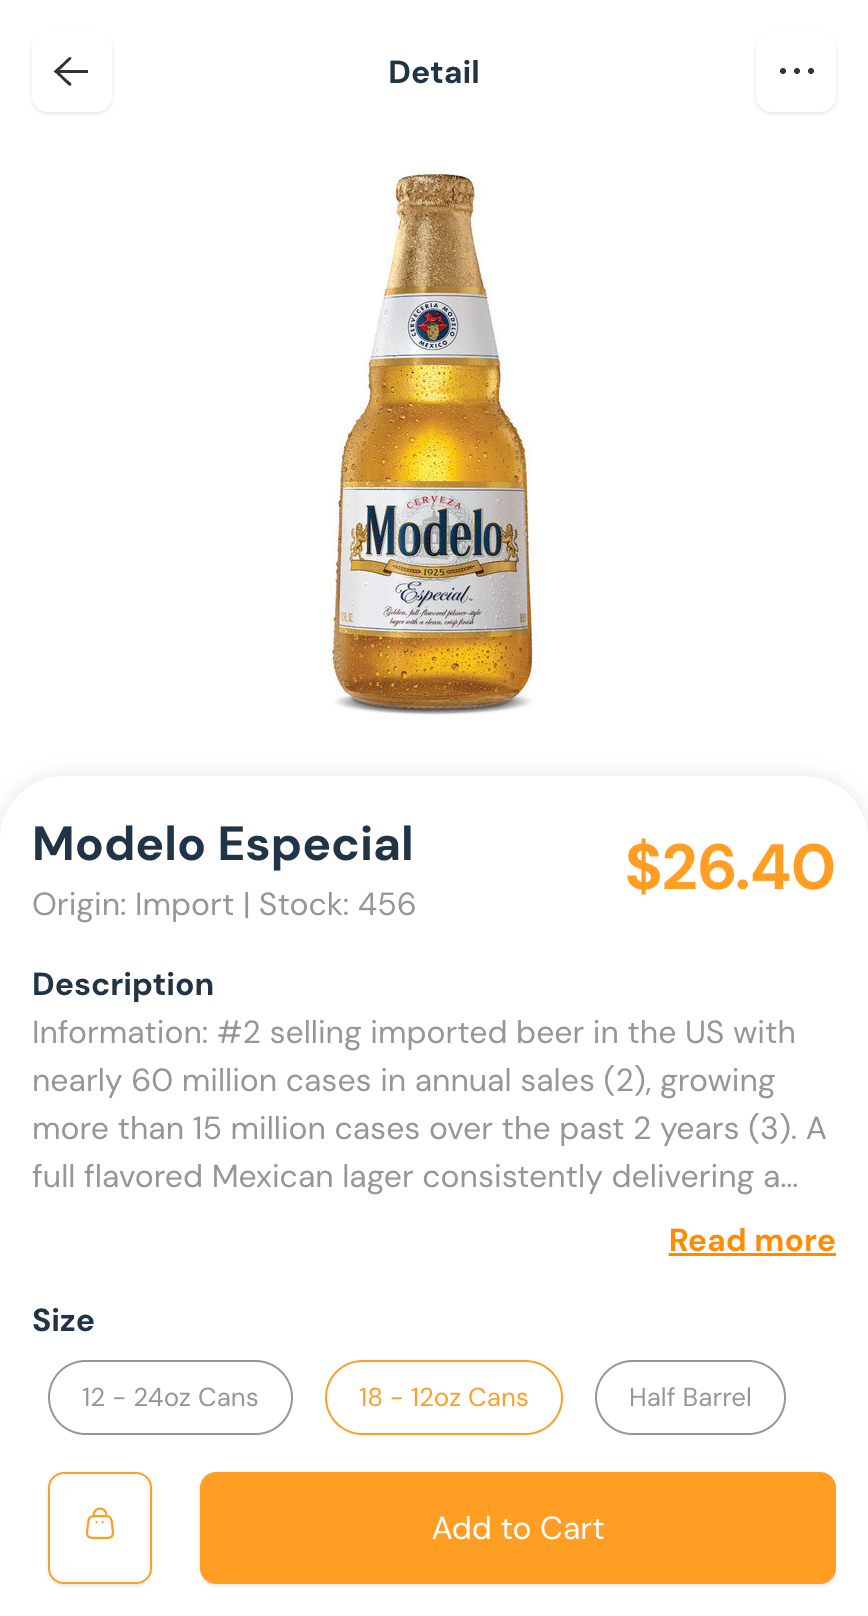 Detail
CERVECERIA MODELO
MEXICO
CERVEZA
Modelo
1925
Especial
Golden, full-flavored pilsner-style
lager with a clean, crisp finish
Modelo Especial
$26.40
Origin: Import | Stock: 456
Description
Information: #2 selling imported beer in the US with
nearly 60 million cases in annual sales (2), growing
more than 15 million cases over the past 2 years (3). A
full flavored Mexican lager consistently delivering a...
Read more
Size
12 - 24oz Cans
18 - 12oz Cans
Half Barrel
Add to Cart